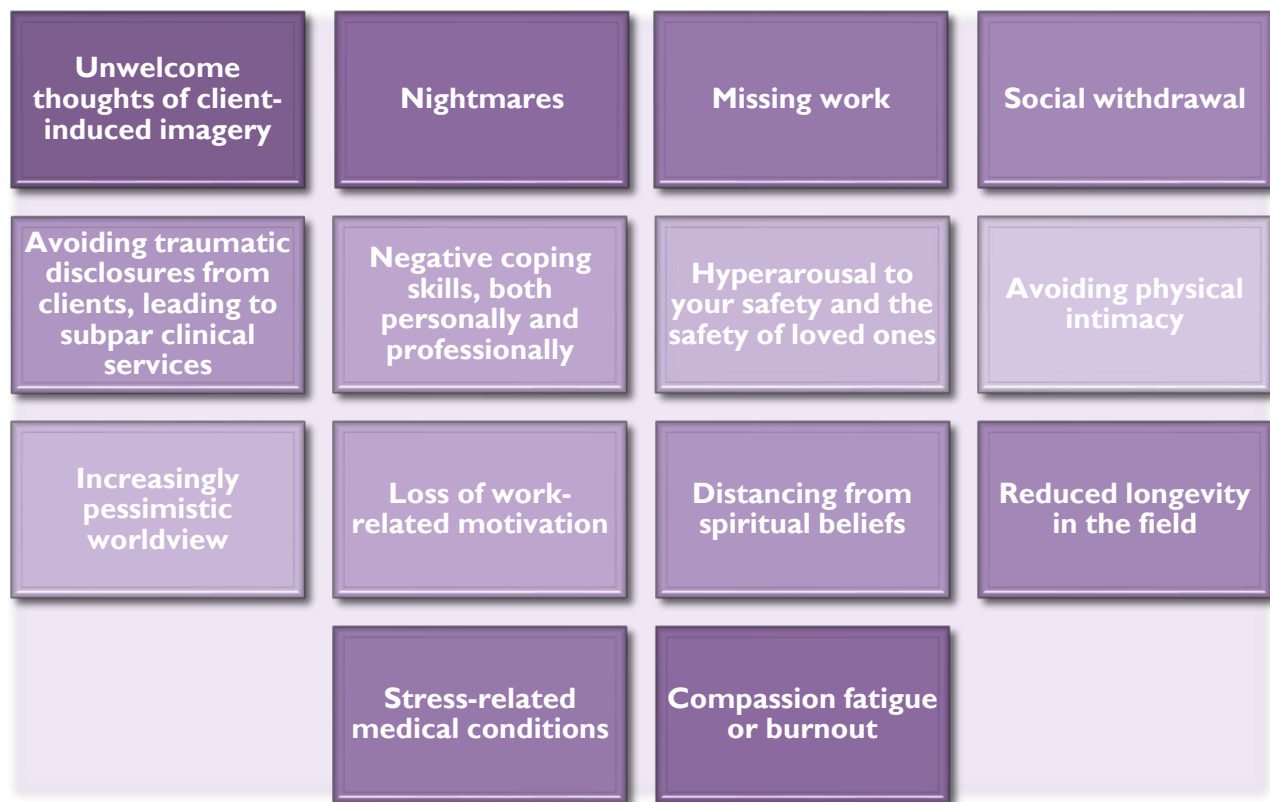 Unwelcome
thoughts of client-
induced imagery
Nightmares
Missing work
Social withdrawal
Avoiding traumatic
disclosures from
clients, leading to
subpar clinical
services
Negative coping
skills, both
personally and
professionally
Hyperarousal to
your safety and the
safety of loved ones
Avoiding physical
intimacy
Increasingly
pessimistic
worldview
Loss of work-
related motivation
Distancing from
spiritual beliefs
Reduced longevity
in the field
Stress-related
medical conditions
Compassion fatigue
or burnout